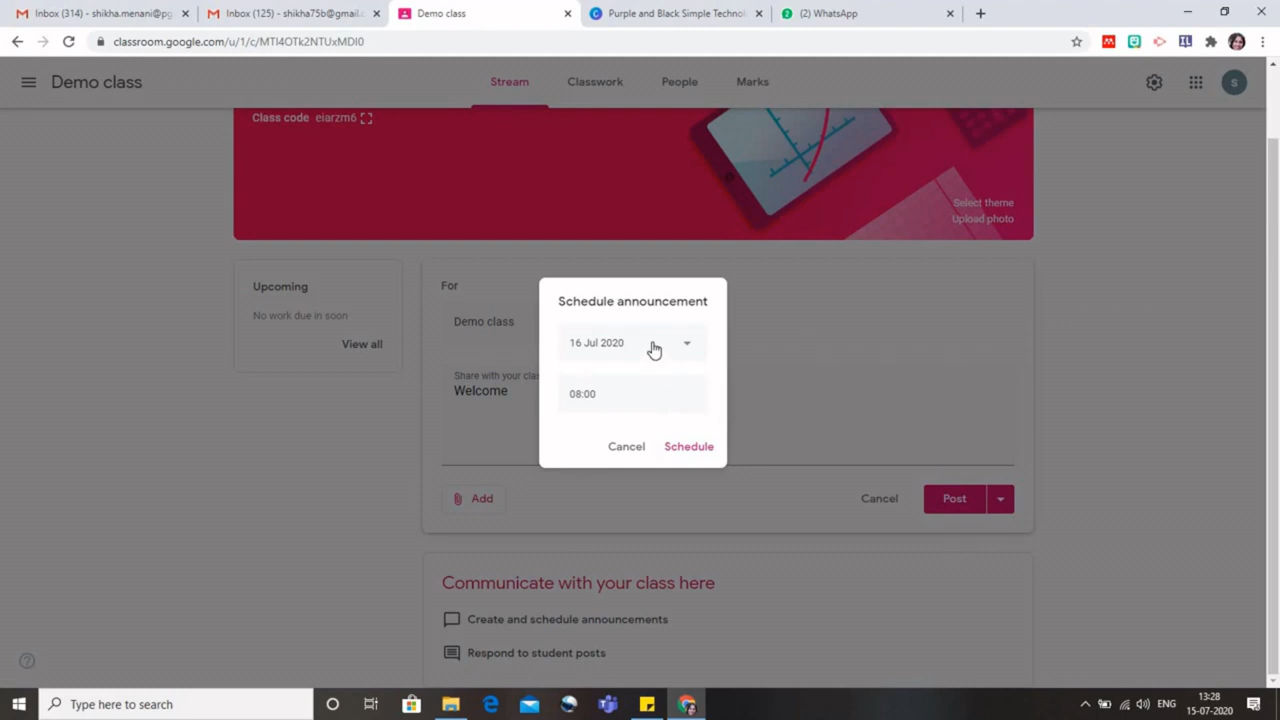 Inbox (314) - shikha.menani@pg
Inbox (125) - shikha75b@gmail.c
Demo class
Purple and Black Simple Technol
(2) WhatsApp
classroom.google.com/u/1/c/MTI4OTk2NTUxMDI0
Demo class
Stream
Classwork
People
Marks
S
Class code eiarzm6
Select theme
Upload photo
Upcoming
No work due in soon
View all
For
Demo class
Share with your clas
Welcome
Schedule announcement
16 Jul 2020
08:00
Cancel
Schedule
Add
Cancel
Post
Communicate with your class here
Create and schedule announcements
Respond to student posts
Type here to search
ENG
13:28
15-07-2020